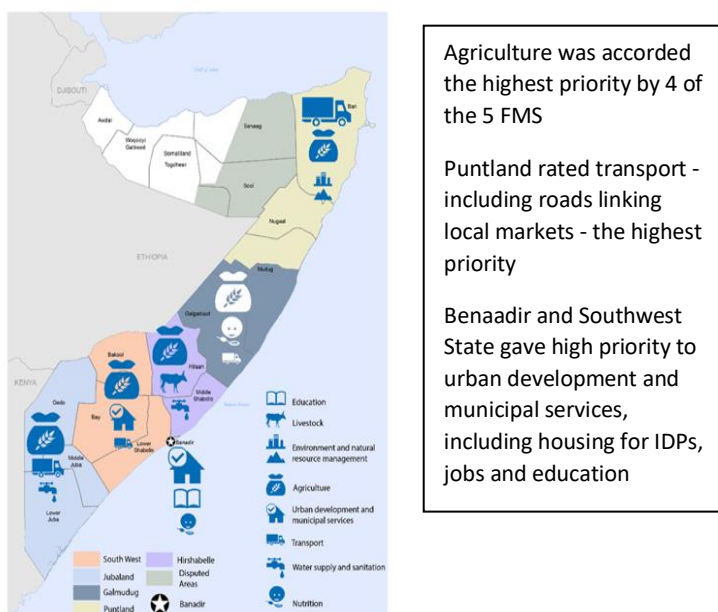 DJIBOUTI
Awdal
Woqooyi
Galbeed
Somaliland
Togdheer
Sanaag
Sool
Bari
Nugaal
Mudug
ETHIOPIA
Galgaduud
Hiiraan
Middle
Shabelle
Bakool
Bay
Lower
Shabelle
Banadir
KENYA
Gedo
Middle
Juba
Lower
Juba
Education
Livestock
Environment and natural
resource management
Agriculture
Urban development and
municipal services
Transport
Water supply and sanitation
Nutrition
South West
Jubaland
Galmudug
Puntland
Hirshabelle
Disputed
Areas
Banadir
Agriculture was accorded
the highest priority by 4 of
the 5 FMS
Puntland rated transport -
including roads linking
local markets - the highest
priority
Benaadir and Southwest
State gave high priority to
urban development and
municipal services,
including housing for IDPs,
jobs and education